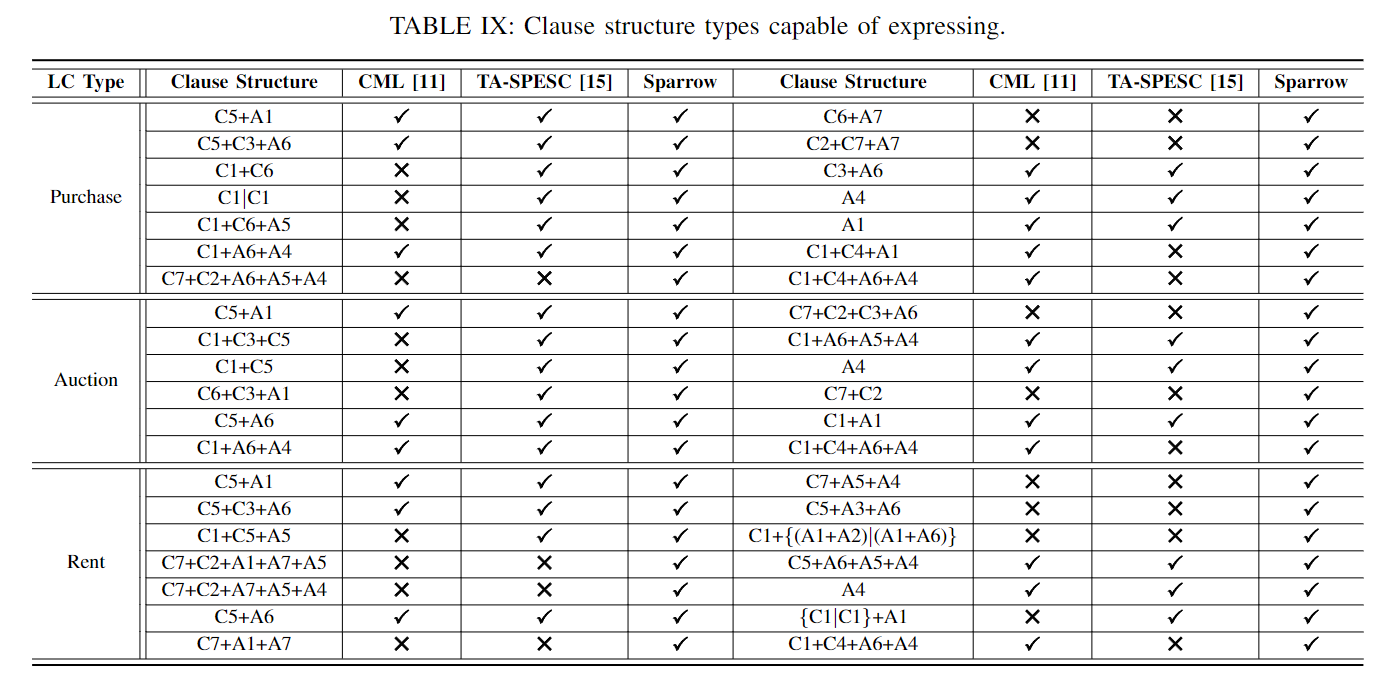 TABLE IX: Clause structure types capable of expressing.
LC Type Clause Structure CML [11] TA-SPESC [15] Sparrow Clause Structure CML [11] TA-SPESC [15] Sparrow
Purchase
C5+A1 ✓ ✓ ✓ C6+A7 ✗ ✗ ✓
C5+C3+A6 ✓ ✓ ✓ C2+C7+A7 ✗ ✗ ✓
C1+C6 ✗ ✓ ✓ C3+A6 ✓ ✓ ✓
C1|C1 ✗ ✓ ✓ A4 ✓ ✓ ✓
C1+C6+A5 ✗ ✓ ✓ A1 ✓ ✓ ✓
C1+A6+A4 ✓ ✓ ✓ C1+C4+A1 ✓ ✗ ✓
C7+C2+A6+A5+A4 ✗ ✗ ✓ C1+C4+A6+A4 ✓ ✗ ✓
Auction
C5+A1 ✓ ✓ ✓ C7+C2+C3+A6 ✗ ✗ ✓
C1+C3+C5 ✗ ✓ ✓ C1+A6+A5+A4 ✓ ✓ ✓
C1+C5 ✗ ✓ ✓ A4 ✓ ✓ ✓
C6+C3+A1 ✗ ✓ ✓ C7+C2 ✗ ✗ ✓
C5+A6 ✓ ✓ ✓ C1+A1 ✓ ✓ ✓
C1+A6+A4 ✓ ✓ ✓ C1+C4+A6+A4 ✓ ✗ ✓
Rent
C5+A1 ✓ ✓ ✓ C7+A5+A4 ✗ ✗ ✓
C5+C3+A6 ✓ ✓ ✓ C5+A3+A6 ✗ ✗ ✓
C1+C5+A5 ✗ ✓ ✓ C1+{(A1+A2)|(A1+A6)} ✗ ✗ ✓
C7+C2+A1+A7+A5 ✗ ✗ ✓ C5+A6+A5+A4 ✓ ✓ ✓
C7+C2+A7+A5+A4 ✗ ✗ ✓ A4 ✓ ✓ ✓
C5+A6 ✓ ✓ ✓ {C1|C1}+A1 ✗ ✓ ✓
C7+A1+A7 ✗ ✗ ✓ C1+C4+A6+A4 ✓ ✗ ✓